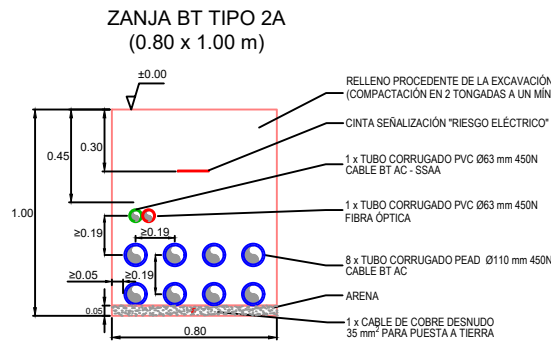 ZANJA BT TIPO 2A
(0.80 x 1.00 m)
±0.00
RELLENO PROCEDENTE DE LA EXCAVACIÓN
(COMPACTACIÓN EN 2 TONGADAS A UN MÍN
CINTA SEÑALIZACIÓN "RIESGO ELÉCTRICO"
0.30
0.45
1 x TUBO CORRUGADO PVC Ø63 mm 450N
CABLE BT AC - SSAA
1.00
1 x TUBO CORRUGADO PVC Ø63 mm 450N
FIBRA ÓPTICA
≥0.19
≥0.19
8 x TUBO CORRUGADO PEAD Ø110 mm 450N
CABLE BT AC
≥0.05
≥0.19
ARENA
0.05
1 x CABLE DE COBRE DESNUDO
35 mm² PARA PUESTA A TIERRA
0.80